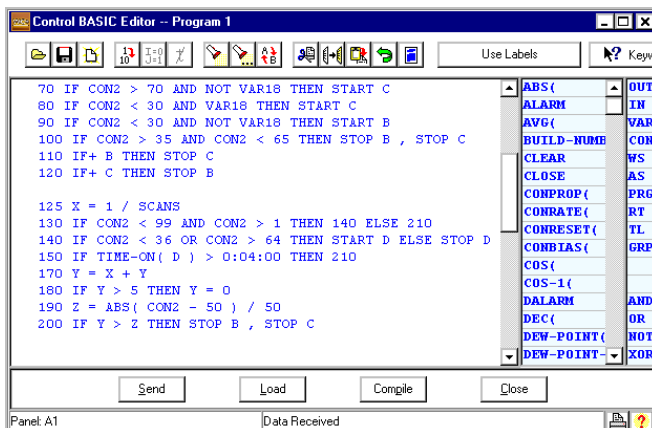 Control BASIC Editor -- Program 1
Use Labels
Keyw
70 IF CON2 > 70 AND NOT VAR18 THEN START C
80 IF CON2 < 30 AND VAR18 THEN START C
90 IF CON2 < 30 AND NOT VAR18 THEN START B
100 IF CON2 > 35 AND CON2 < 65 THEN STOP B , STOP C
110 IF+ B THEN STOP C
120 IF+ C THEN STOP B
125 X = 1 / SCANS
130 IF CON2 < 99 AND CON2 > 1 THEN 140 ELSE 210
140 IF CON2 < 36 OR CON2 > 64 THEN START D ELSE STOP D
150 IF TIME-ON( D ) > 0:04:00 THEN 210
170 Y = X + Y
180 IF Y > 5 THEN Y = 0
190 Z = ABS( CON2 - 50 ) / 50
200 IF Y > Z THEN STOP B , STOP C
ABS(
ALARM
AVG(
BUILD-NUMB
CLEAR
CLOSE
CONPROP(
CONRATE(
CONRESET(
CONBIAS(
COS(
COS-1(
DALARM
DEC(
DEW-POINT(
DEW-POINT-
OUT
IN
VAR
CON
WS
AS
PRG
RT
TL
GRP
AND
OR
NOT
XOR
Send
Load
Compile
Close
Panel: A1
Data Received